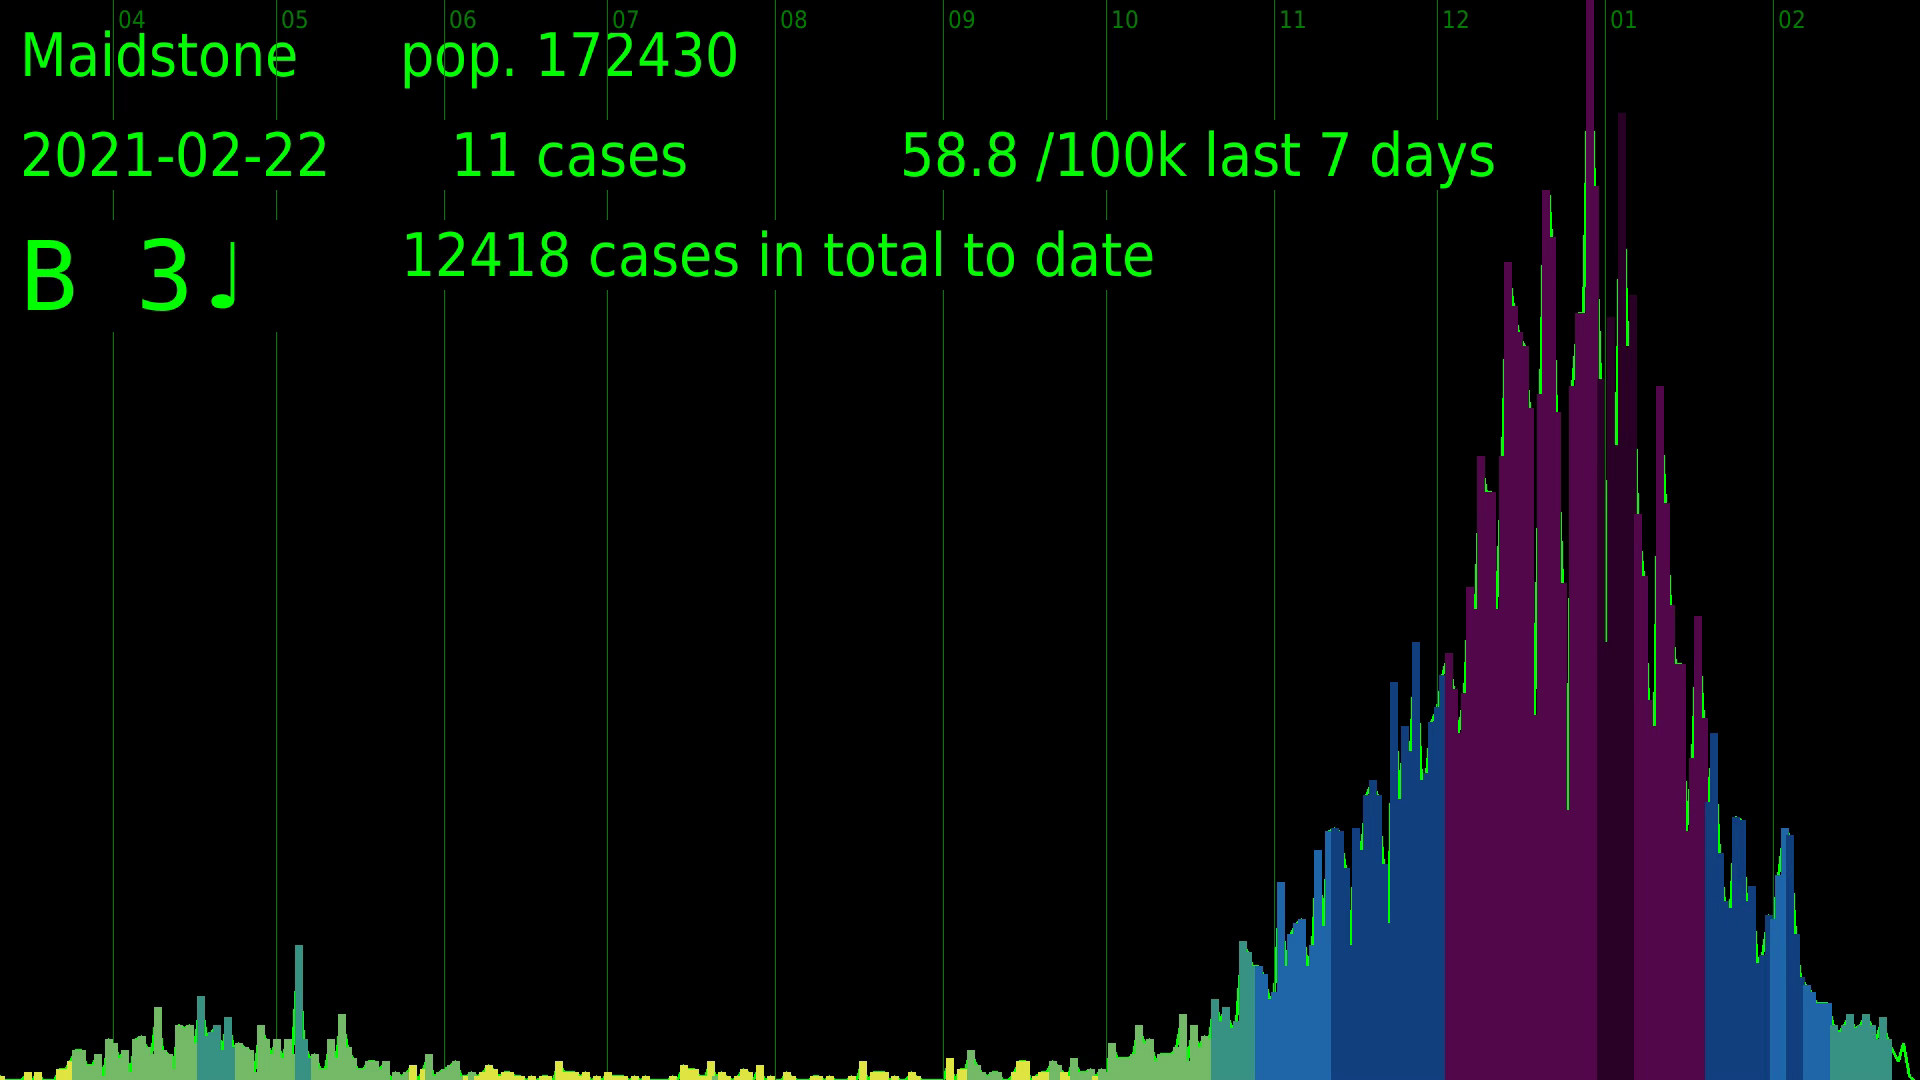 04 05 06 07 08 09 10 11 12 01 02
Maidstone pop. 172430
2021-02-22 11 cases 58.8 /100k last 7 days
B 3♩ 12418 cases in total to date